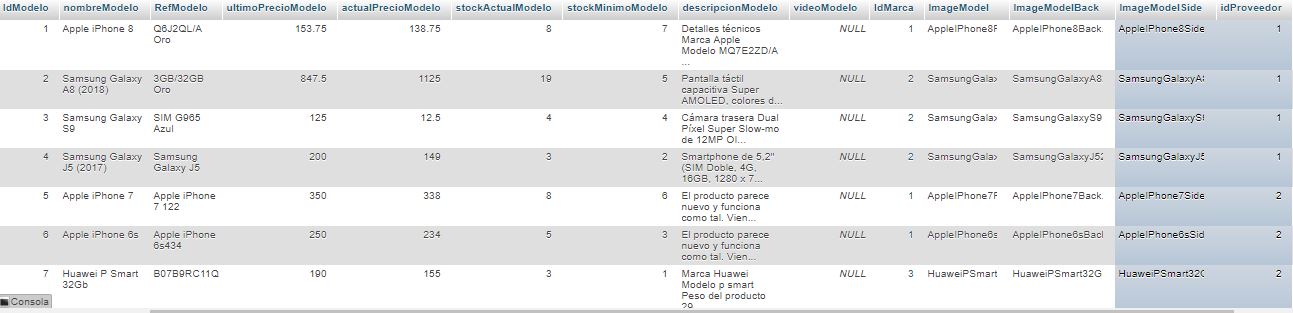 IdModelo nombreModelo RefModelo ultimoPrecioModelo actualPrecioModelo stockActualModelo stockMinimoModelo descripcionModelo videoModelo IdMarca ImageModel ImageModelBack ImageModelSide idProveedor
1 Apple iPhone 8 Q6J2QL/A 153.75 138.75 8 7 Detalles técnicos NULL 1 AppleIPhone8F AppleIPhone8Back. AppleIPhone8Side 1
Oro Marca Apple
Modelo MQ7E2ZD/A
...
2 Samsung Galaxy 3GB/32GB 847.5 1125 19 5 Pantalla táctil NULL 2 SamsungGalax SamsungGalaxyA8 SamsungGalaxyA8 1
A8 (2018) Oro capacitiva Super
AMOLED, colores d...
3 Samsung Galaxy SIM G965 125 12.5 4 4 Cámara trasera Dual NULL 2 SamsungGalax SamsungGalaxyS9 SamsungGalaxyS9 1
S9 Azul Píxel Super Slow-mo
de 12MP OI...
4 Samsung Galaxy Samsung 200 149 3 2 Smartphone de 5,2" NULL 2 SamsungGalax SamsungGalaxyJ52 SamsungGalaxyJ5 1
J5 (2017) Galaxy J5 (SIM Doble, 4G,
16GB, 1280 x 7...
5 Apple iPhone 7 Apple iPhone 350 338 8 6 El producto parece NULL 1 AppleIPhone7F AppleIPhone7Back. AppleIPhone7Side 2
7 122 nuevo y funciona
como tal. Vien...
6 Apple iPhone 6s Apple iPhone 250 234 5 3 El producto parece NULL 1 AppleIPhone6s AppleIPhone6sBack AppleIPhone6sSid 2
6s434 nuevo y funciona
como tal. Vien...
7 Huawei P Smart B07B9RC11Q 190 155 3 1 Marca Huawei NULL 3 HuaweiPSmart HuaweiPSmart32G HuaweiPSmart32G 2
32Gb Modelo p smart
Peso del producto
Consola